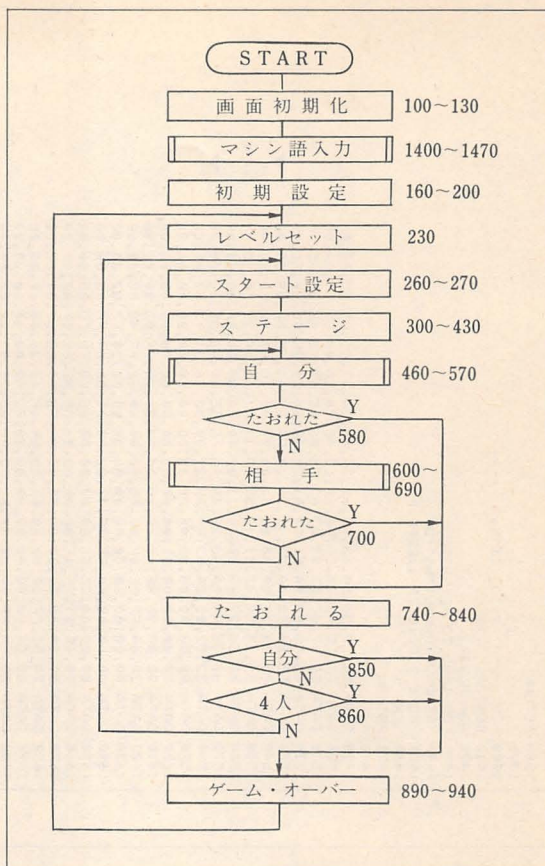 START
画面初期化 100～130
マシン語入力 1400～1470
初期設定 160～200
レベルセット 230
スタート設定 260～270
ステージ 300～430
自分 460～570
たおれた Y
580
N
相手 600～
690
たおれた Y
700
N
たおれる 740～840
自分 Y
850
N
4人 Y
860
N
ゲーム・オーバー 890～940